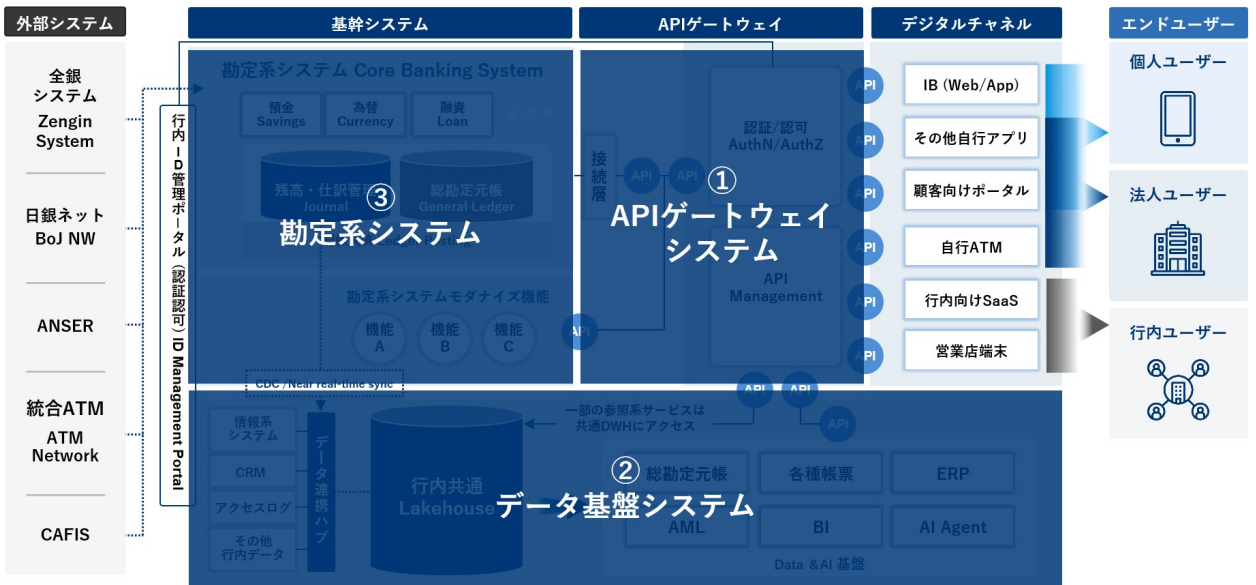 外部システム
全銀
システム
Zengin
System
日銀ネット
BoJ NW
ANSER
統合ATM
ATM
Network
CAFIS
行内ID管理ポータル(認証認可) ID Management Portal
基幹システム
勘定系システム Core Banking System
預金
Savings
為替
Currency
融資
Loan
残高・仕訳管理
Journal
総勘定元帳
General Ledger
③
勘定系システム
勘定系システムモダナイズ機能
機能
A
機能
B
機能
C
CDC /Near real-time sync
APIゲートウェイ
接続層
API
API
API
認証/認可
AuthN/AuthZ
①
APIゲートウェイ
システム
API
Management
API
API
API
API
API
API
デジタルチャネル
IB (Web/App)
その他自行アプリ
顧客向けポータル
自行ATM
行内向けSaaS
営業店端末
エンドユーザー
個人ユーザー
法人ユーザー
行内ユーザー
情報系
システム
CRM
アクセスログ
その他
行内データ
データ連携ハブ
行内共通
Lakehouse
一部の参照系サービスは
共通DWHにアクセス
API
API
API
②
データ基盤システム
総勘定元帳
各種帳票
ERP
AML
BI
AI Agent
Data &AI 基盤